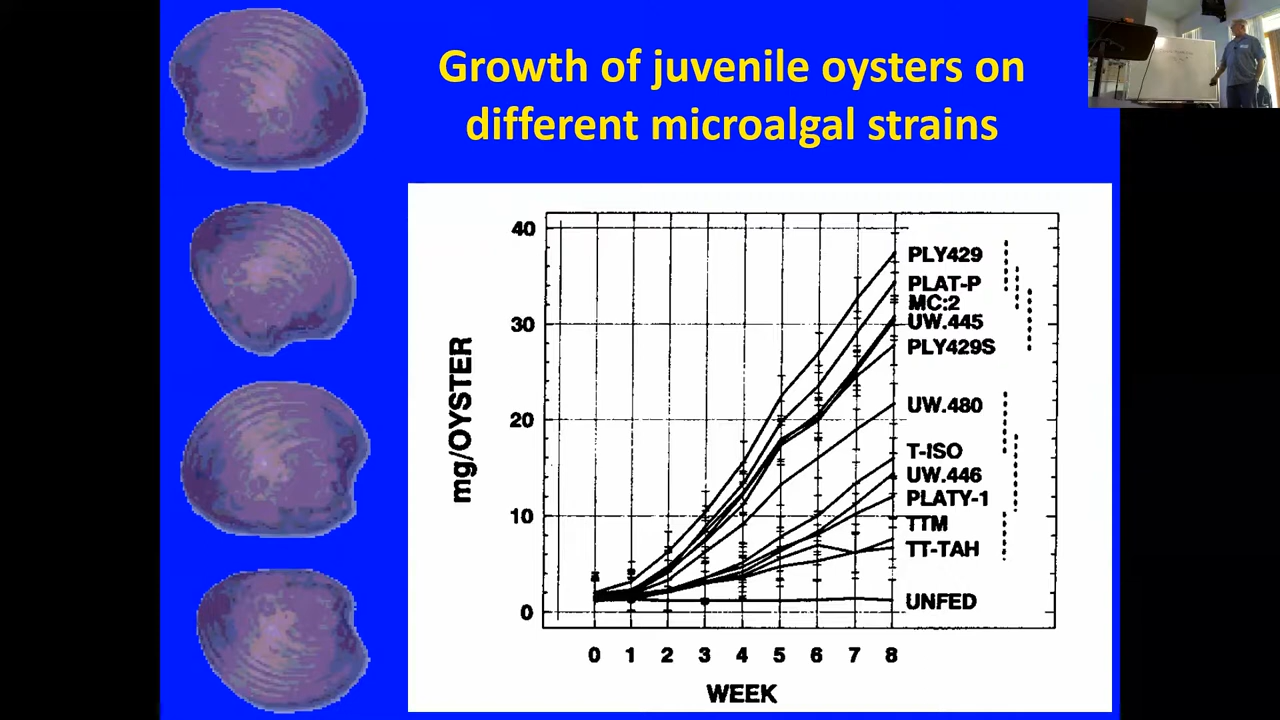 Growth of juvenile oysters on
different microalgal strains
mg/OYSTER
40
30
20
10
0
PLY429
PLAT-P
MC:2
UW.445
PLY429S
UW.480
T-ISO
UW.446
PLATY-1
TTM
TT-TAH
UNFED
0 1 2 3 4 5 6 7 8
WEEK